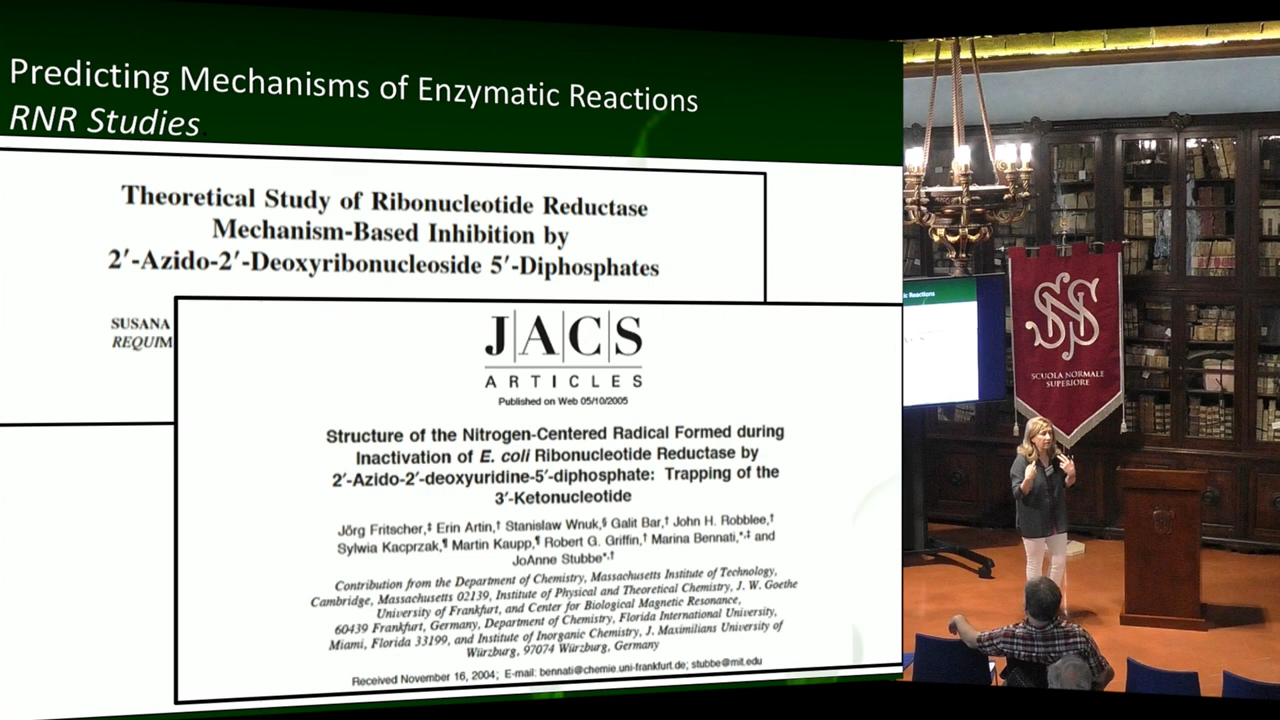 Predicting Mechanisms of Enzymatic Reactions
RNR Studies.
Theoretical Study of Ribonucleotide Reductase
Mechanism-Based Inhibition by
2′-Azido-2′-Deoxyribonucleoside 5′-Diphosphates
SUSANA
REQUIM
J|A|C|S
ARTICLES
Published on Web 05/10/2005
Structure of the Nitrogen-Centered Radical Formed during
Inactivation of E. coli Ribonucleotide Reductase by
2′-Azido-2′-deoxyuridine-5′-diphosphate: Trapping of the
3′-Ketonucleotide
Jörg Fritscher,‡ Erin Artin,† Stanislaw Wnuk,§ Galit Bar,† John H. Robblee,†
Sylwia Kacprzak,¶ Martin Kaupp,¶ Robert G. Griffin,† Marina Bennati,*,‡ and
JoAnne Stubbe*,†
Contribution from the Department of Chemistry, Massachusetts Institute of Technology,
Cambridge, Massachusetts 02139, Institute of Physical and Theoretical Chemistry, J. W. Goethe
University of Frankfurt, and Center for Biological Magnetic Resonance,
60439 Frankfurt, Germany, Department of Chemistry, Florida International University,
Miami, Florida 33199, and Institute of Inorganic Chemistry, J. Maximilians University of
Würzburg, 97074 Würzburg, Germany
Received November 16, 2004; E-mail: bennati@chemie.uni-frankfurt.de; stubbe@mit.edu
ic Reactions
SNS
SCUOLA NORMALE
SUPERIORE